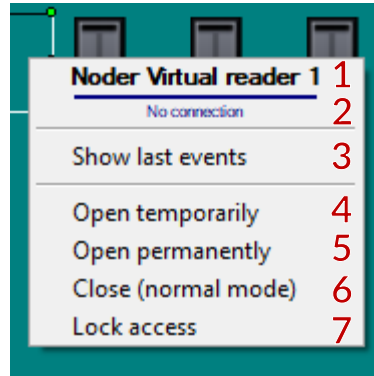 Noder Virtual reader 1 1
No connection 2
Show last events 3
Open temporarily 4
Open permanently 5
Close (normal mode) 6
Lock access 7